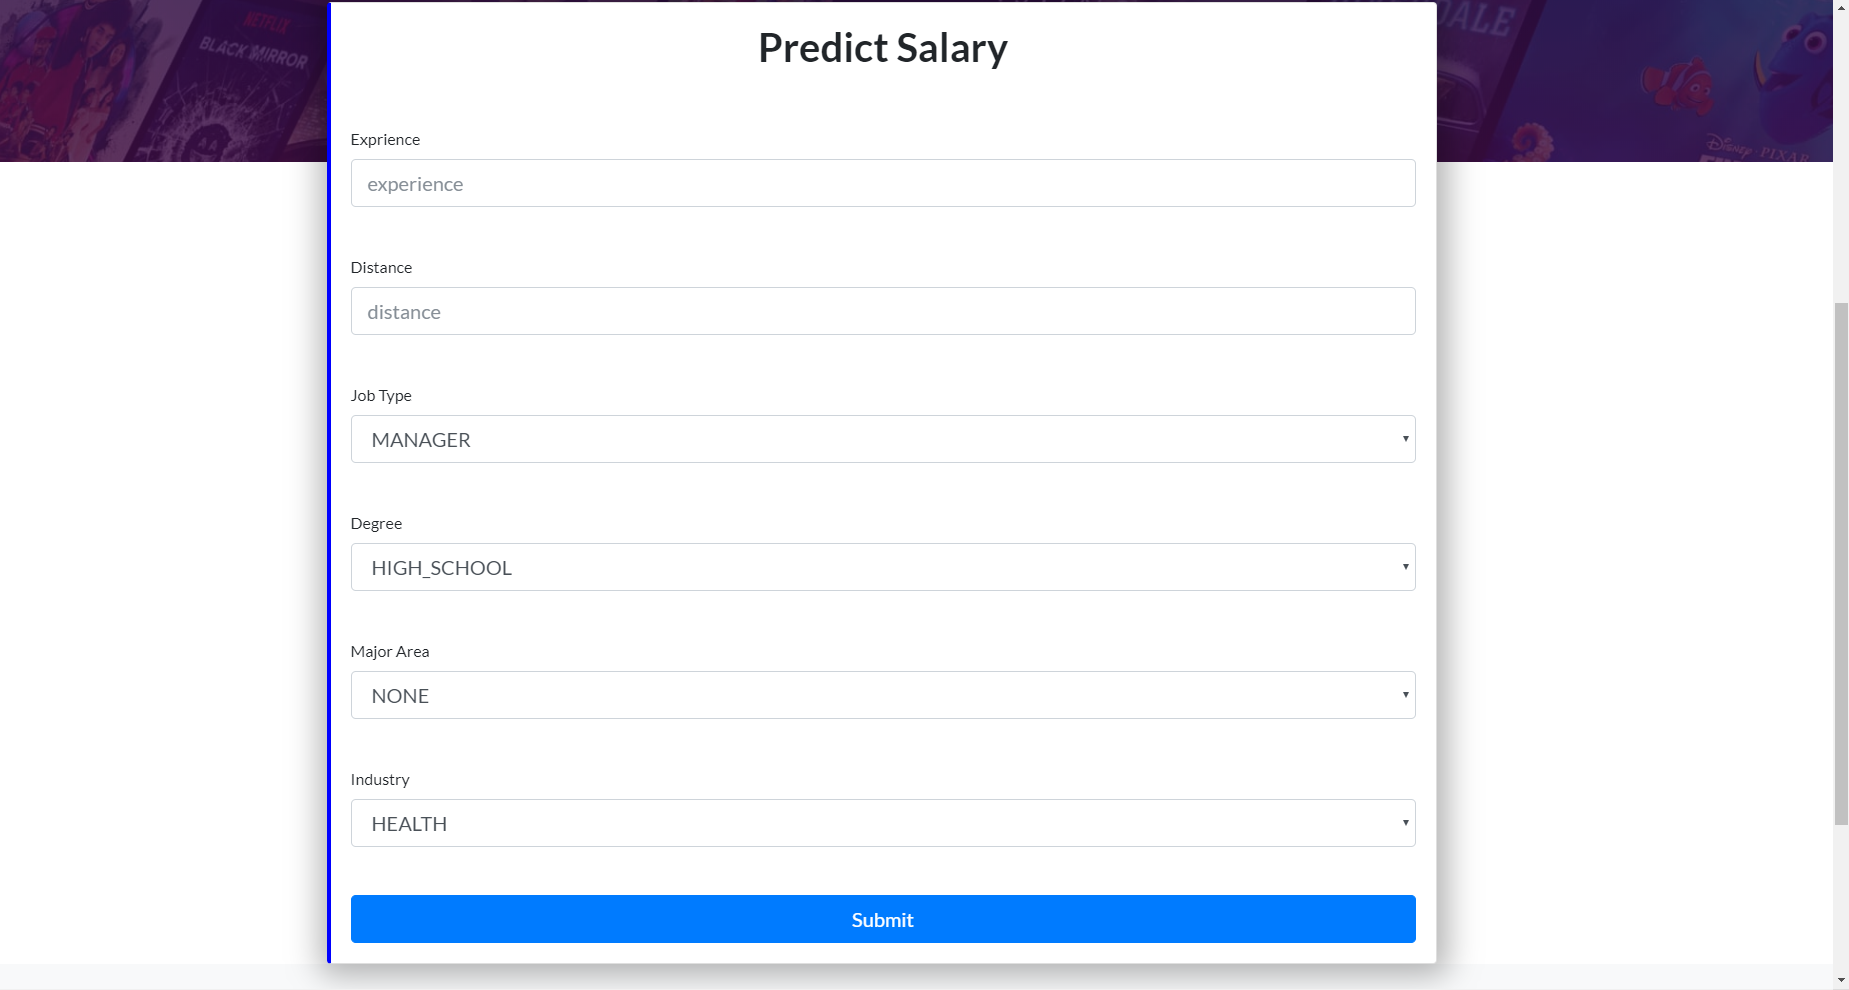 NETFLIX
BLACK MIRROR
DALE
Disney · PIXAR
Predict Salary
Exprience
experience
Distance
distance
Job Type
MANAGER
Degree
HIGH_SCHOOL
Major Area
NONE
Industry
HEALTH
Submit